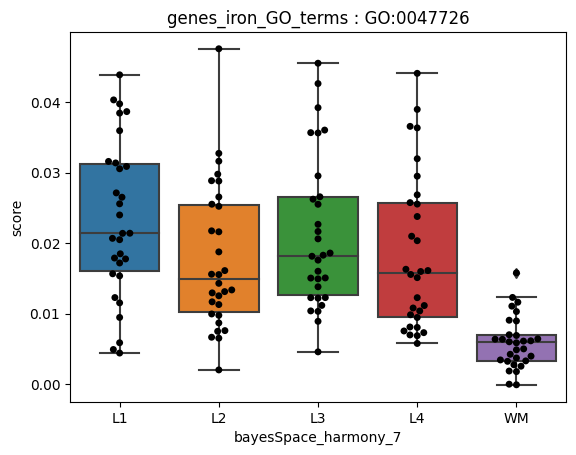 genes_iron_GO_terms : GO:0047726
0.04
0.03
0.02
0.01
0.00
score
L1 L2 L3 L4 WM
bayesSpace_harmony_7